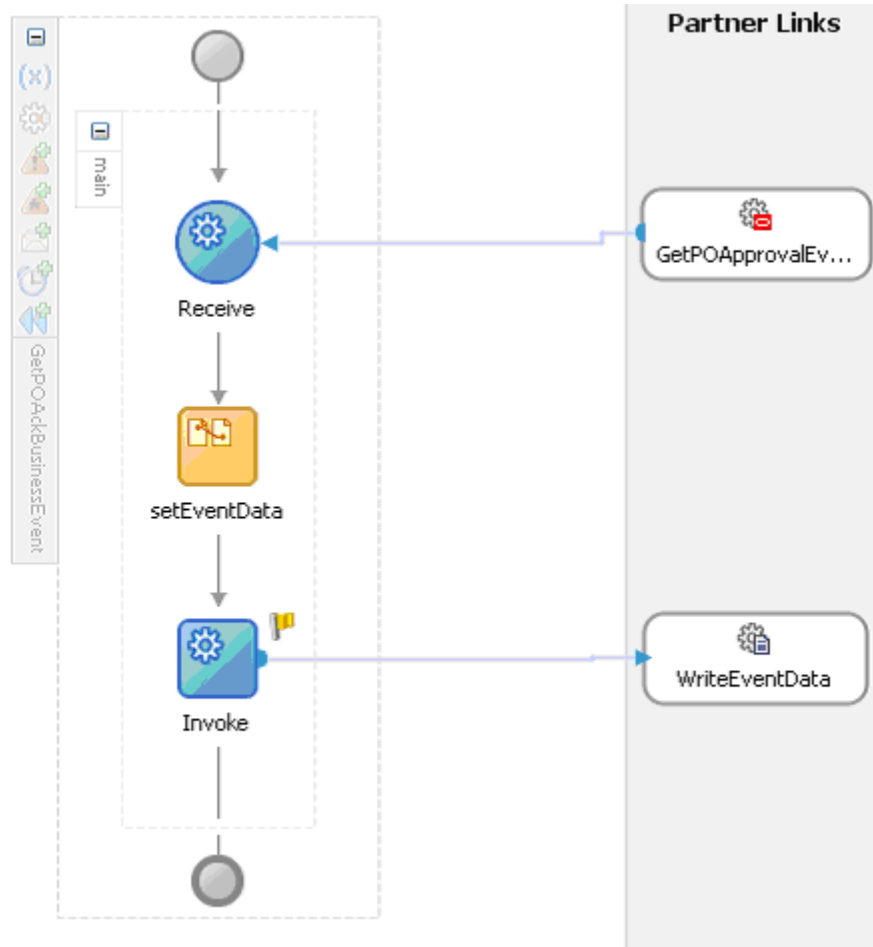 Partner Links
(x)
main
Receive
GetPOApprovalEv...
GetPOAckBusinessEvent
setEventData
Invoke
WriteEventData